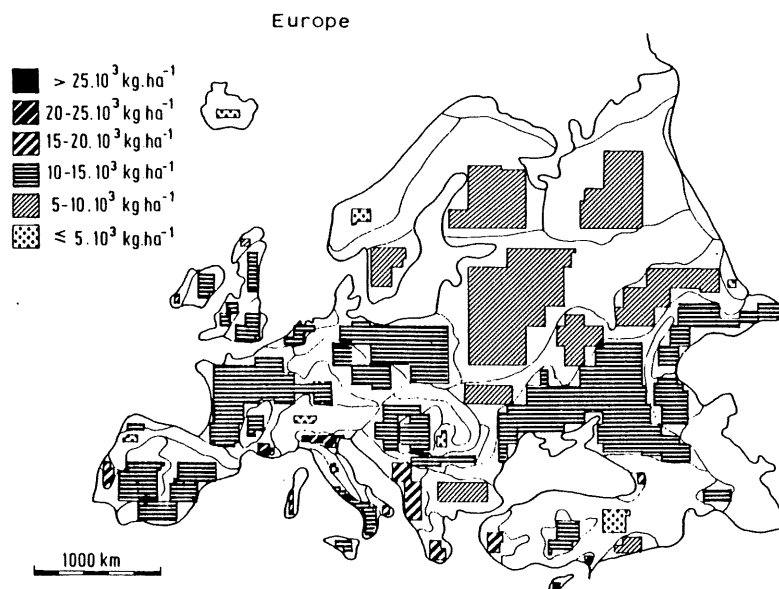 Europe
> 25.10³ kg.ha⁻¹
20-25.10³ kg.ha⁻¹
15-20.10³ kg.ha⁻¹
10-15.10³ kg.ha⁻¹
5-10.10³ kg.ha⁻¹
≤ 5.10³ kg.ha⁻¹
1000 km